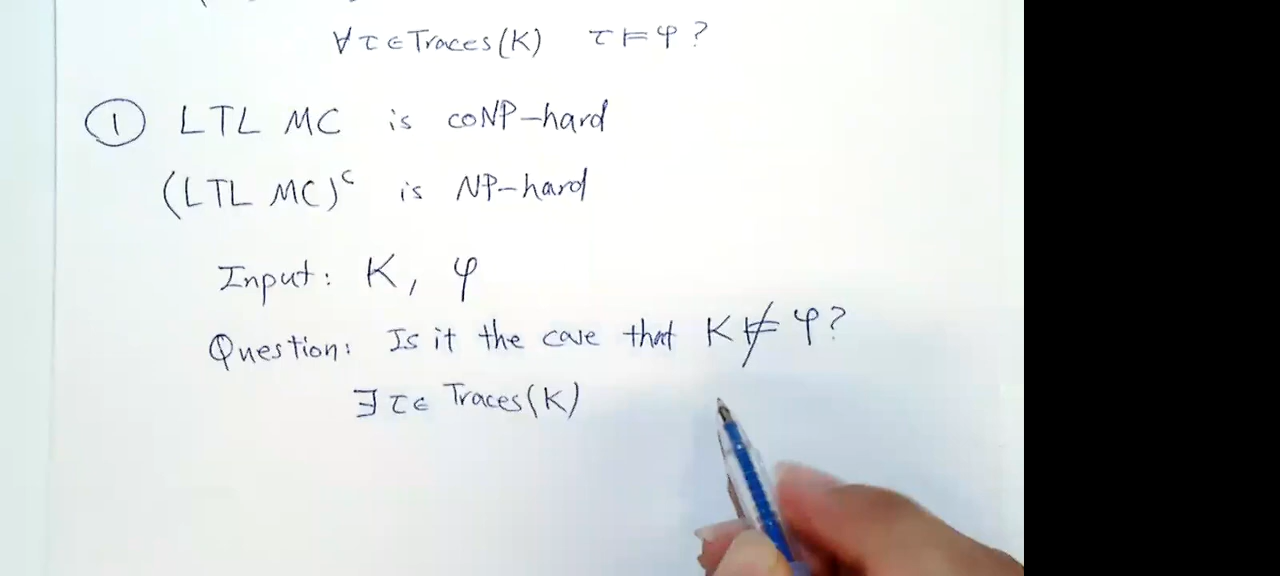 ∀ τ ∈ Traces(K) τ ⊨ φ ?
① LTL MC is coNP-hard
(LTL MC)ᶜ is NP-hard
Input: K, φ
Question: Is it the case that K ⊭ φ?
∃ τ ∈ Traces(K)